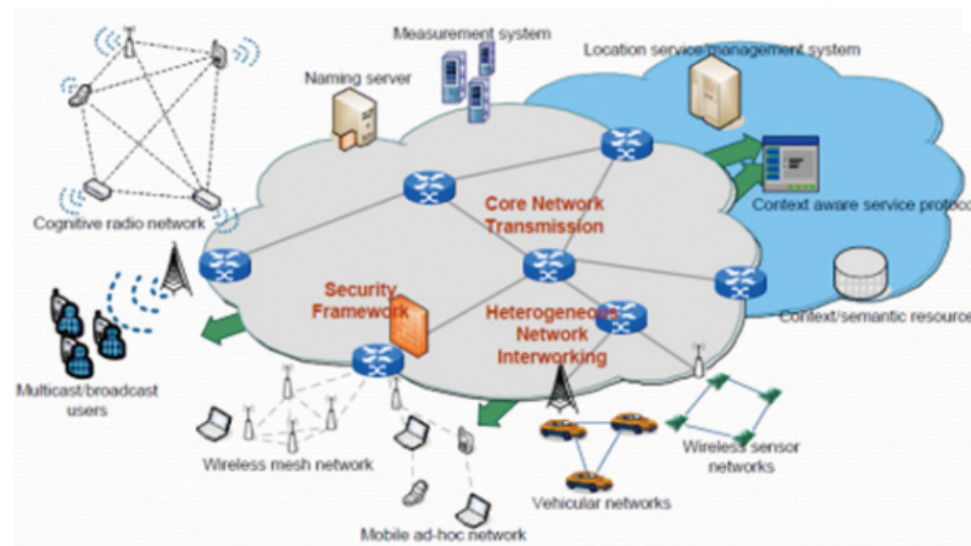 Measurement system
Location service/management system
Naming server
Cognitive radio network
Core Network
Transmission
Context aware service protoco
Security
Framework
Heterogeneous
Network
Interworking
Context/semantic resource
Multicast/broadcast
users
Wireless mesh network
Wireless sensor
networks
Vehicular networks
Mobile ad-hoc network